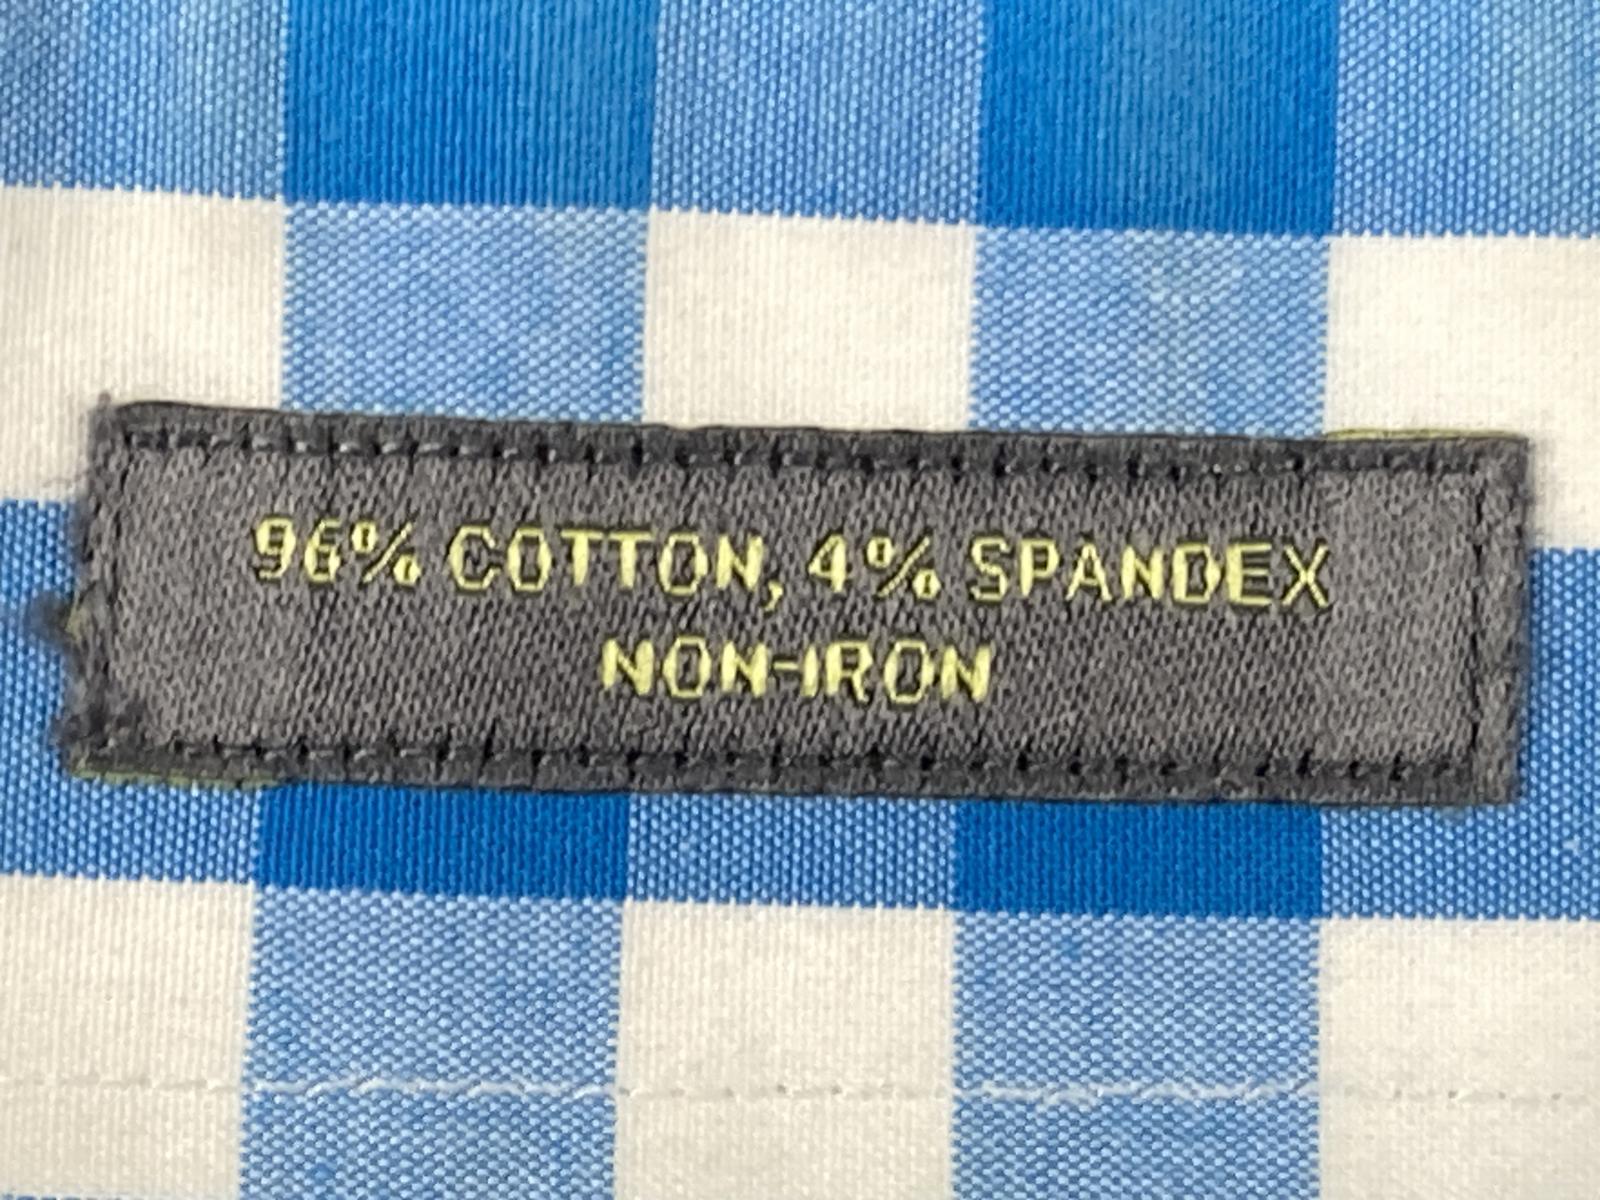 96% COTTON, 4% SPANDEX
NON-IRON